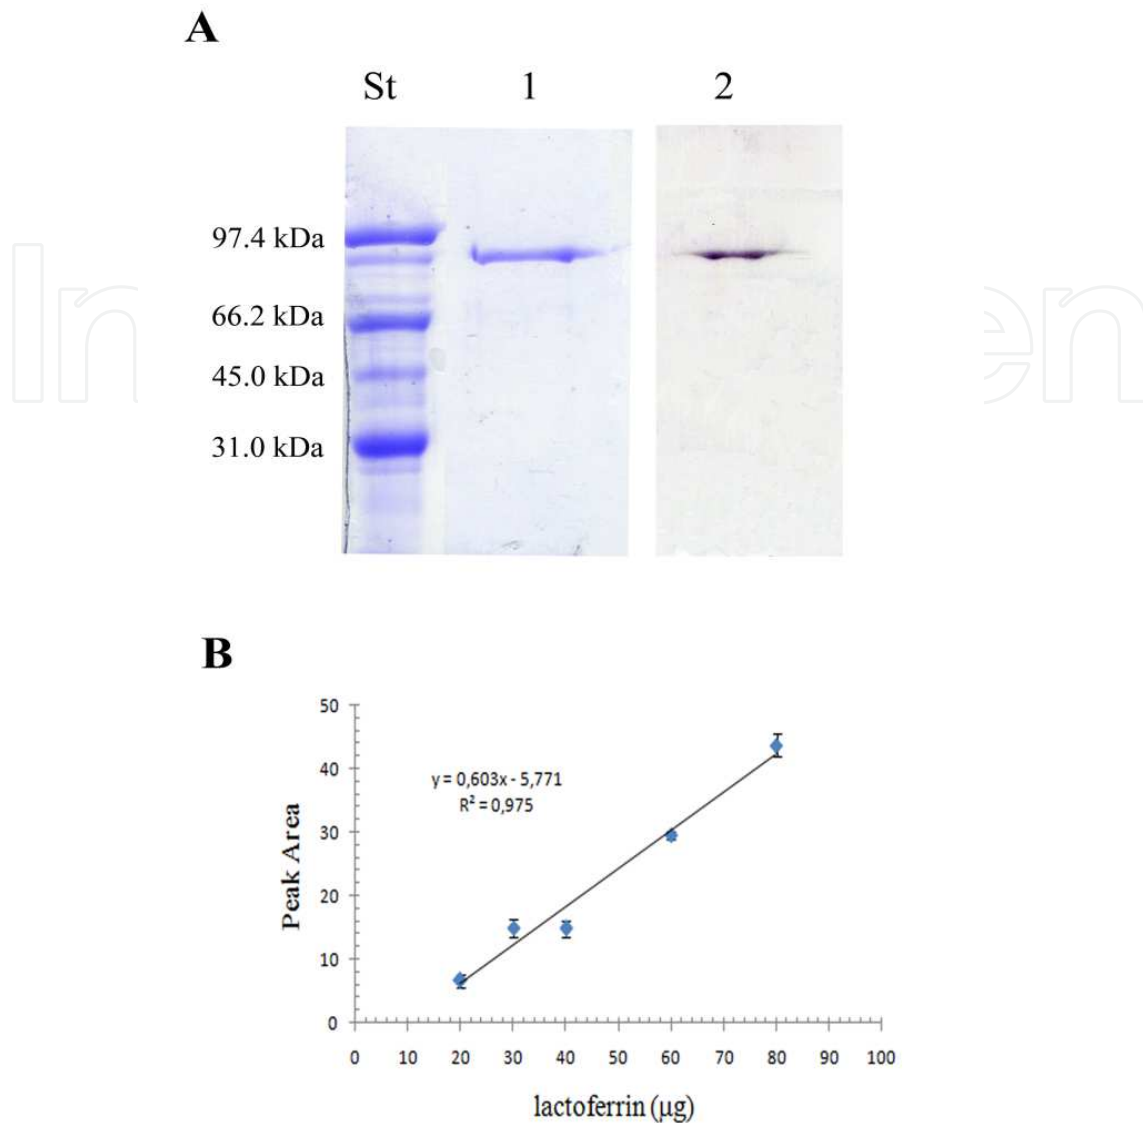 A
St 1 2
97.4 kDa
66.2 kDa
45.0 kDa
31.0 kDa
B
50
40
30
20
10
0
y = 0,603x - 5,771
R² = 0,975
Peak Area
0 10 20 30 40 50 60 70 80 90 100
lactoferrin (µg)